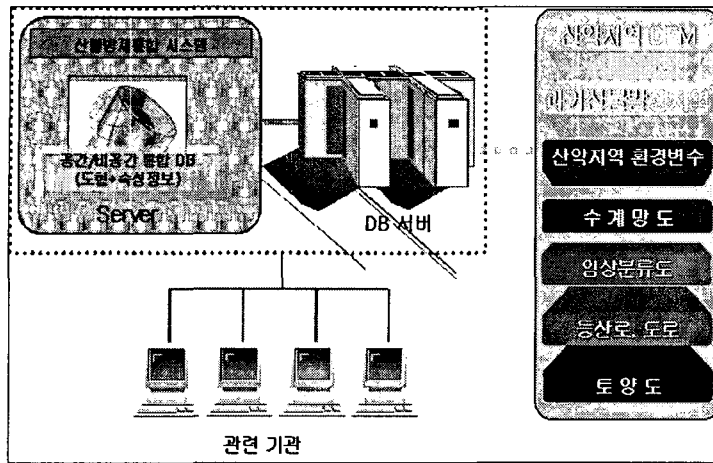 산불방재통합 시스템
공간/비공간 통합 DB
(도형+속성정보)
Server
DB 서버
관련 기관
산악지역
산악지역 환경변수
수 계 망 도
임상분류도
등산로, 도로
토 양 도